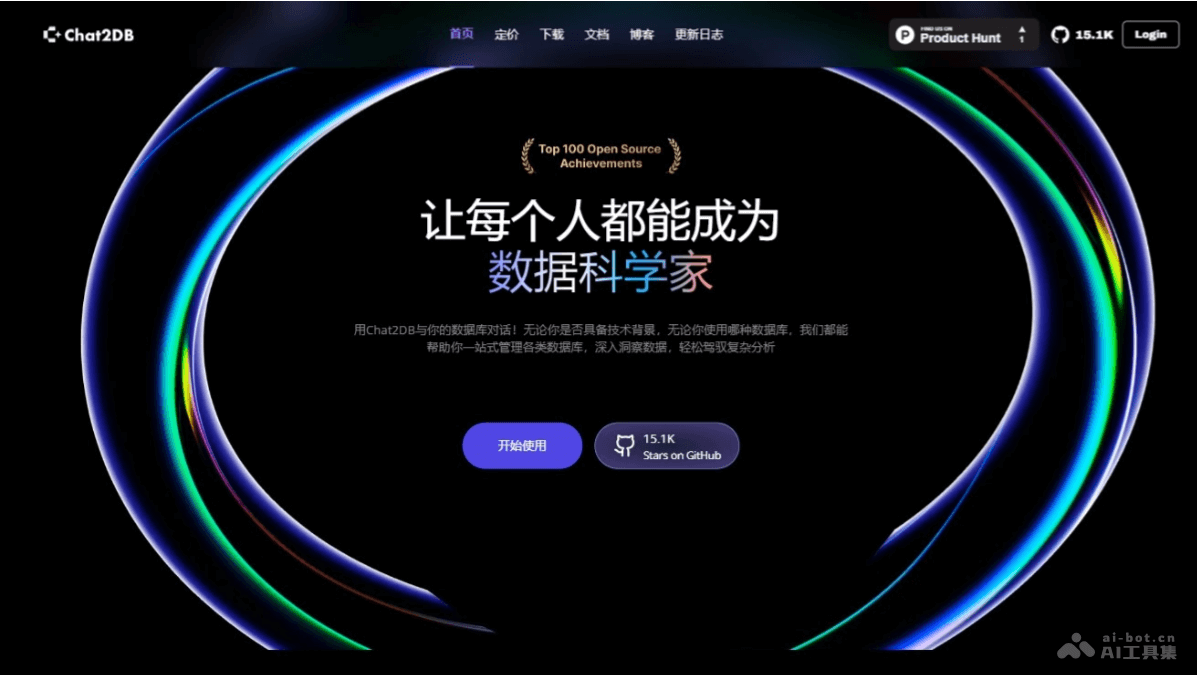 Chat2DB
首页 定价 下载 文档 博客 更新日志
FIND US ON
Product Hunt
1
15.1K
Login
Top 100 Open Source
Achievements
让每个人都能成为
数据科学家
用Chat2DB与你的数据库对话！无论你是否具备技术背景，无论你使用哪种数据库，我们都能
帮助你一站式管理各类数据库，深入洞察数据，轻松驾驭复杂分析
开始使用
15.1K
Stars on GitHub
ai-bot.cn
AI工具集